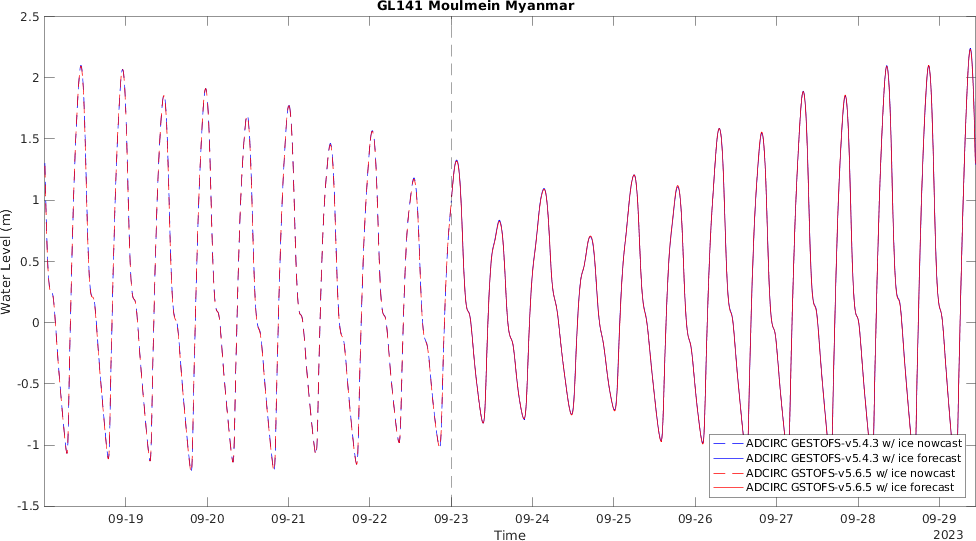 GL141 Moulmein Myanmar
2.5
2
1.5
1
0.5
0
-0.5
-1
-1.5
Water Level (m)
ADCIRC GESTOFS-v5.4.3 w/ ice nowcast
ADCIRC GESTOFS-v5.4.3 w/ ice forecast
ADCIRC GSTOFS-v5.6.5 w/ ice nowcast
ADCIRC GSTOFS-v5.6.5 w/ ice forecast
09-19 09-20 09-21 09-22 09-23 09-24 09-25 09-26 09-27 09-28 09-29
2023
Time